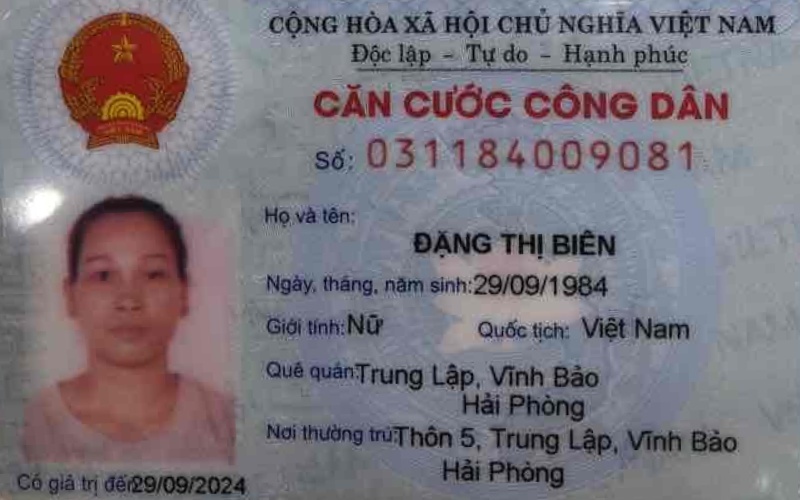 CỘNG HÒA XÃ HỘI CHỦ NGHĨA VIỆT NAM
Độc lập - Tự do - Hạnh phúc
CĂN CƯỚC CÔNG DÂN
Số: 031184009081
Họ và tên:
ĐẶNG THỊ BIÊN
Ngày, tháng, năm sinh: 29/09/1984
Giới tính: Nữ Quốc tịch: Việt Nam
Quê quán: Trung Lập, Vĩnh Bảo
Hải Phòng
Nơi thường trú: Thôn 5, Trung Lập, Vĩnh Bảo
Hải Phòng
Có giá trị đến 29/09/2024